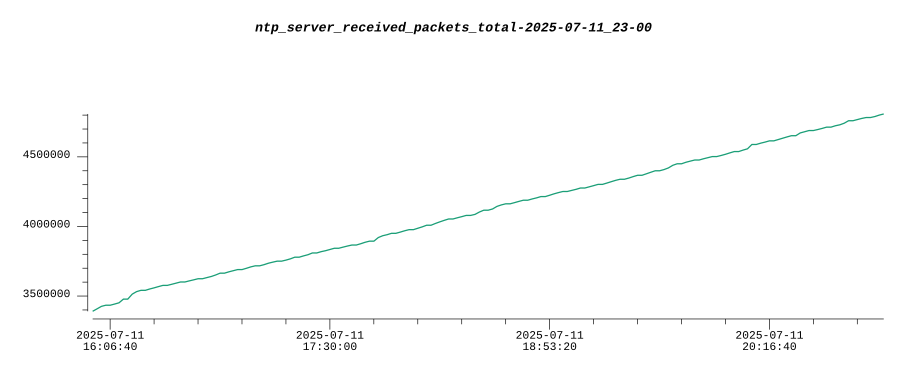 ntp_server_received_packets_total-2025-07-11_23-00
4500000
4000000
3500000
2025-07-11 2025-07-11 2025-07-11 2025-07-11
16:06:40 17:30:00 18:53:20 20:16:40